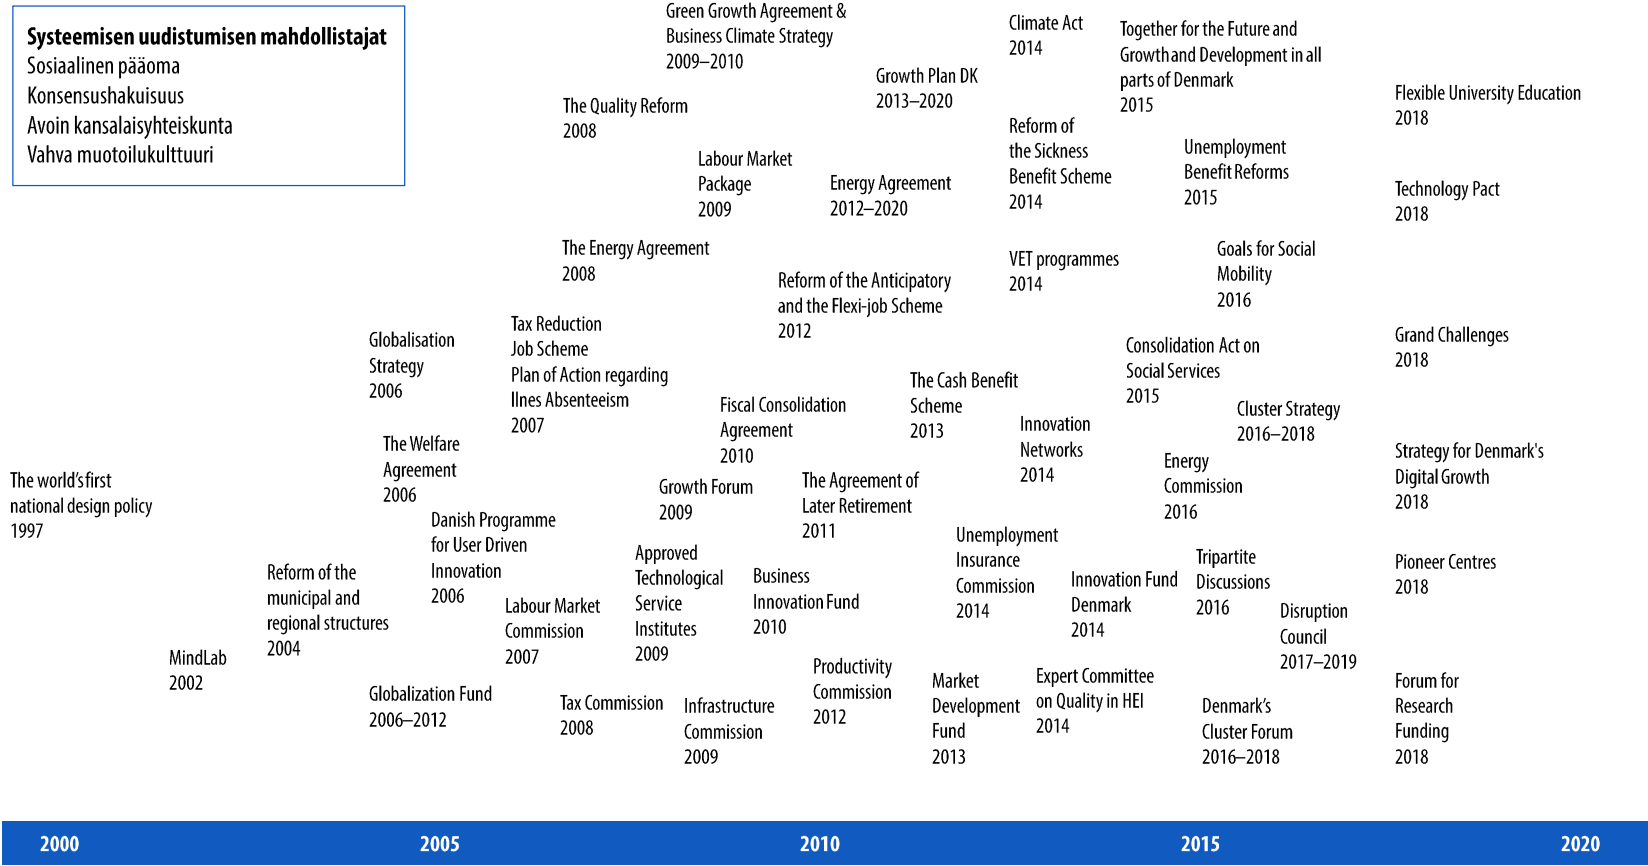 Systeemisen uudistumisen mahdollistajat
Sosiaalinen pääoma
Konsensushakuisuus
Avoin kansalaisyhteiskunta
Vahva muotoilukulttuuri
Green Growth Agreement &
Business Climate Strategy
2009–2010
Climate Act
2014
Together for the Future and
Growth and Development in all
parts of Denmark
2015
Growth Plan DK
2013–2020
Flexible University Education
2018
The Quality Reform
2008
Reform of
the Sickness
Benefit Scheme
2014
Unemployment
Benefit Reforms
2015
Labour Market
Package
2009
Energy Agreement
2012–2020
Technology Pact
2018
The Energy Agreement
2008
VET programmes
2014
Goals for Social
Mobility
2016
Reform of the Anticipatory
and the Flexi-job Scheme
2012
Globalisation
Strategy
2006
Tax Reduction
Job Scheme
Plan of Action regarding
Ilnes Absenteeism
2007
Consolidation Act on
Social Services
2015
Grand Challenges
2018
The Cash Benefit
Scheme
2013
Fiscal Consolidation
Agreement
2010
Cluster Strategy
2016–2018
Innovation
Networks
2014
The Welfare
Agreement
2006
Energy
Commission
2016
Strategy for Denmark's
Digital Growth
2018
The world's first
national design policy
1997
Growth Forum
2009
The Agreement of
Later Retirement
2011
Danish Programme
for User Driven
Innovation
2006
Unemployment
Insurance
Commission
2014
Approved
Technological
Service
Institutes
2009
Tripartite
Discussions
2016
Pioneer Centres
2018
Reform of the
municipal and
regional structures
2004
Business
Innovation Fund
2010
Innovation Fund
Denmark
2014
Labour Market
Commission
2007
Disruption
Council
2017–2019
MindLab
2002
Productivity
Commission
2012
Expert Committee
on Quality in HEI
2014
Market
Development
Fund
2013
Forum for
Research
Funding
2018
Globalization Fund
2006–2012
Tax Commission
2008
Infrastructure
Commission
2009
Denmark's
Cluster Forum
2016–2018
2000 2005 2010 2015 2020